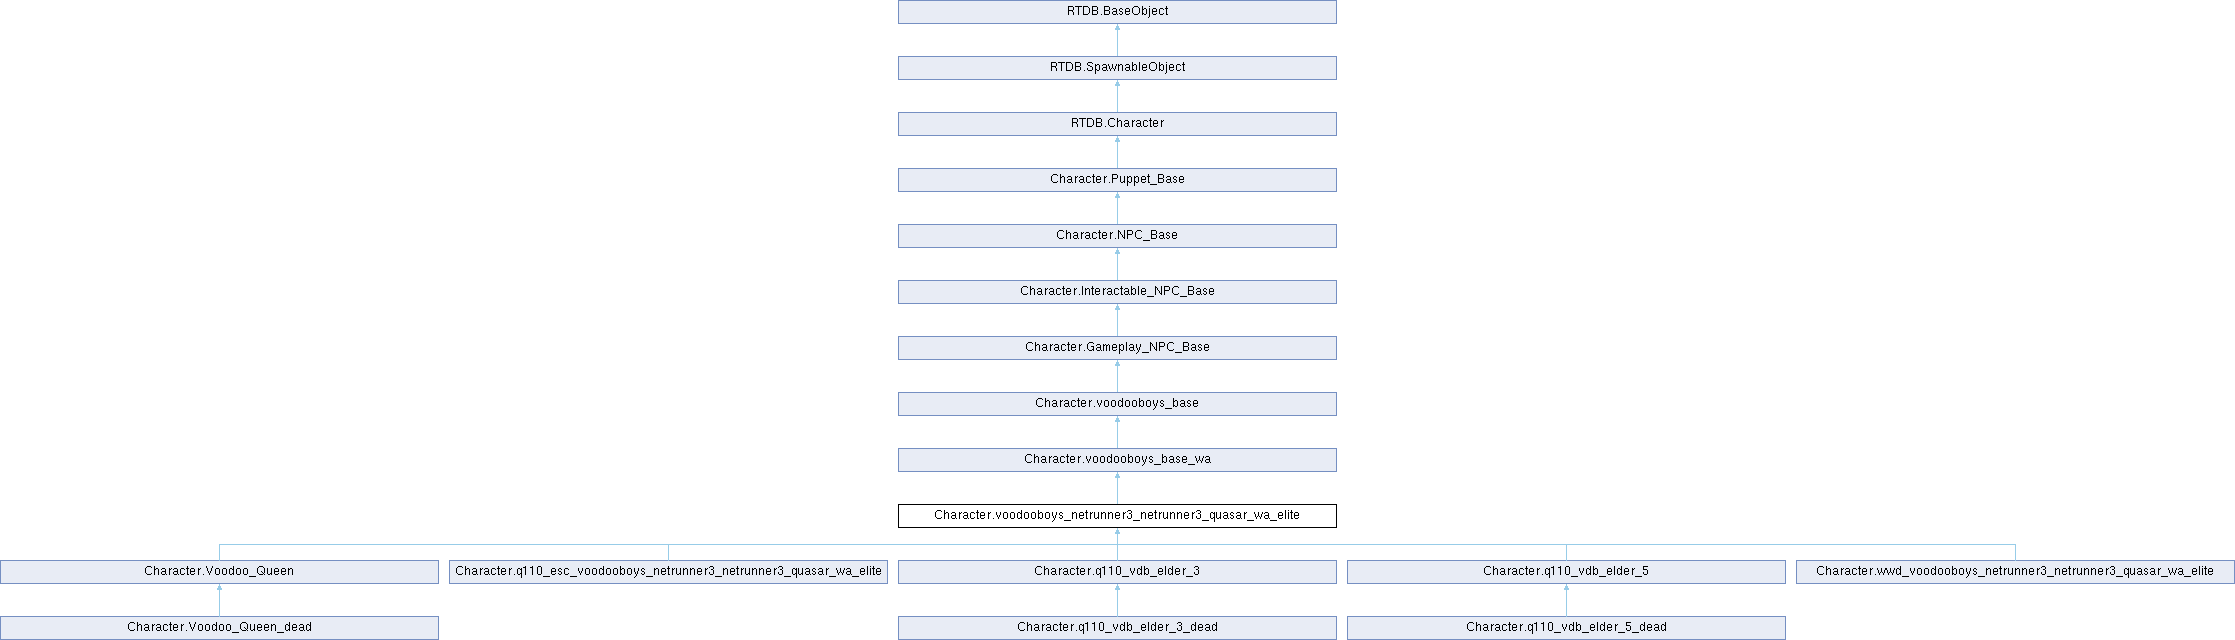 RTDB.BaseObject
RTDB.SpawnableObject
RTDB.Character
Character.Puppet_Base
Character.NPC_Base
Character.Interactable_NPC_Base
Character.Gameplay_NPC_Base
Character.voodooboys_base
Character.voodooboys_base_wa
Character.voodooboys_netrunner3_netrunner3_quasar_wa_elite
Character.Voodoo_Queen
Character.q110_esc_voodooboys_netrunner3_netrunner3_quasar_wa_elite
Character.q110_vdb_elder_3
Character.q110_vdb_elder_5
Character.wwd_voodooboys_netrunner3_netrunner3_quasar_wa_elite
Character.Voodoo_Queen_dead
Character.q110_vdb_elder_3_dead
Character.q110_vdb_elder_5_dead